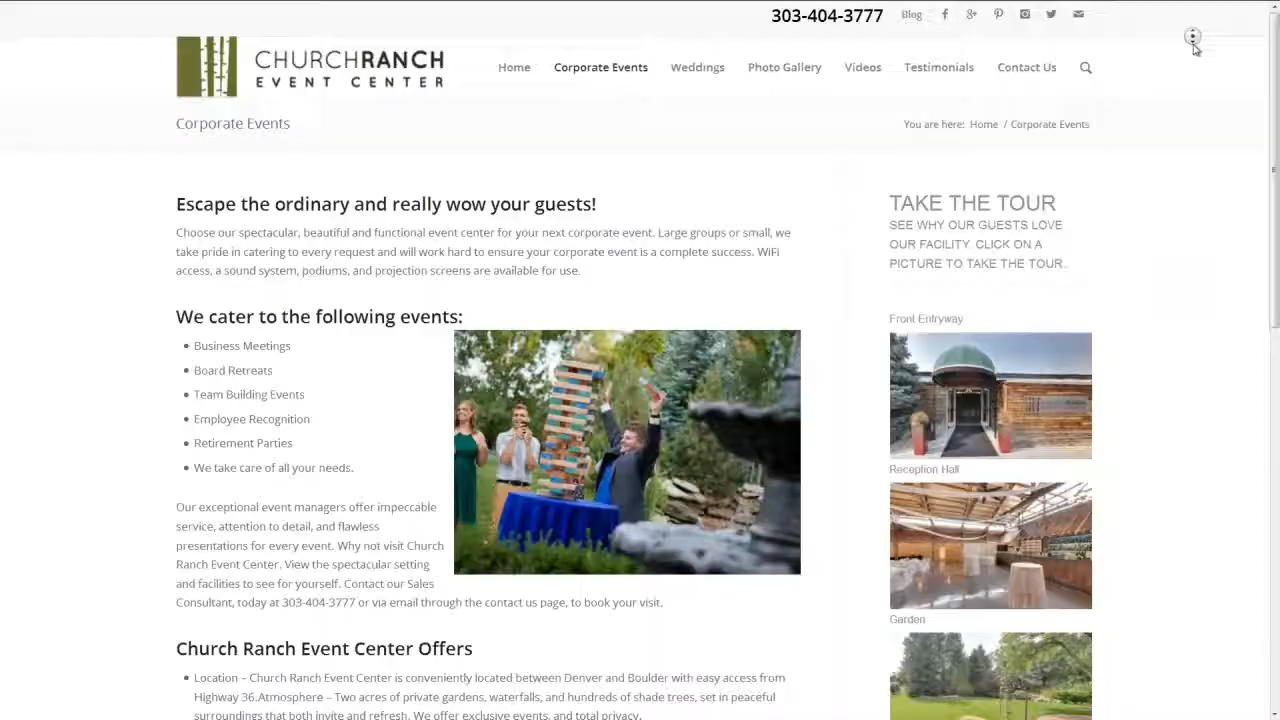 303-404-3777 Blog
CHURCHRANCH
EVENT CENTER
Home Corporate Events Weddings Photo Gallery Videos Testimonials Contact Us
Corporate Events
You are here: Home / Corporate Events
Escape the ordinary and really wow your guests!
Choose our spectacular, beautiful and functional event center for your next corporate event. Large groups or small, we
take pride in catering to every request and will work hard to ensure your corporate event is a complete success. WiFi
access, a sound system, podiums, and projection screens are available for use.
We cater to the following events:
Business Meetings
Board Retreats
Team Building Events
Employee Recognition
Retirement Parties
We take care of all your needs.
Our exceptional event managers offer impeccable
service, attention to detail, and flawless
presentations for every event. Why not visit Church
Ranch Event Center. View the spectacular setting
and facilities to see for yourself. Contact our Sales
Consultant, today at 303-404-3777 or via email through the contact us page, to book your visit.
Church Ranch Event Center Offers
Location – Church Ranch Event Center is conveniently located between Denver and Boulder with easy access from
Highway 36.Atmosphere – Two acres of private gardens, waterfalls, and hundreds of shade trees, set in peaceful
surroundings that both invite and refresh. We offer exclusive events, and total privacy.
TAKE THE TOUR
SEE WHY OUR GUESTS LOVE
OUR FACILITY. CLICK ON A
PICTURE TO TAKE THE TOUR..
Front Entryway
Reception Hall
Garden